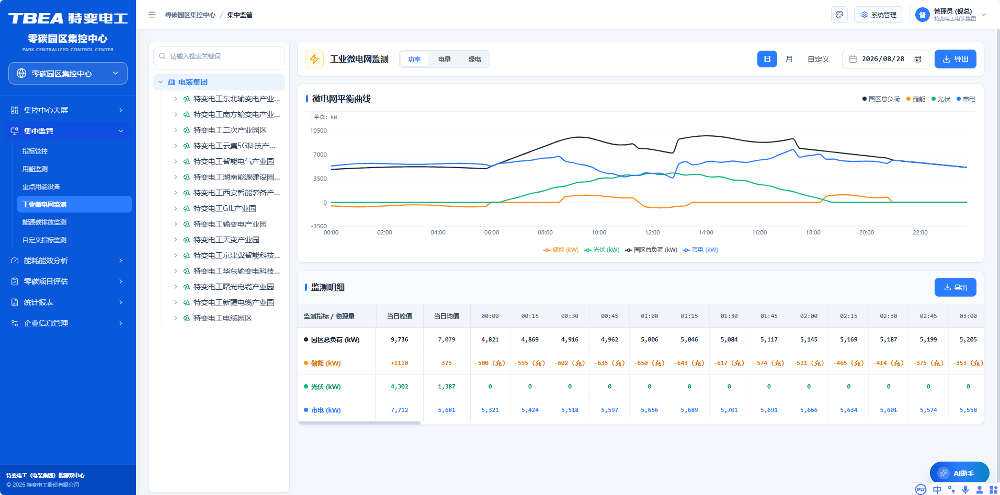 TBEA 特变电工
零碳园区集控中心
PARK CENTRALIZED CONTROL CENTER
零碳园区集控中心
集控中心大屏
集中监管
指标管控
用能监测
重点用能设备
工业微电网监测
能源碳排放监测
自定义指标监测
能耗能效分析
零碳项目评估
统计报表
企业信息管理
特变电工（电装集团）能源双中心
© 2026 特变电工股份有限公司
零碳园区集控中心 / 集中监管
系统管理
管
管理员 (倪总)
特变电工电装集团
请输入搜索关键词
电装集团
特变电工东北输变电产业...
特变电工南方输变电产业...
特变电工二次产业园区
特变电工云集5G科技产...
特变电工智能电气产业园
特变电工湖南能源建设园...
特变电工西安智能装备产...
特变电工GIL产业园
特变电工输变电产业园
特变电工天变产业园
特变电工京津冀智能科技...
特变电工华东输变电科技...
特变电工曙光电缆产业园
特变电工新疆电缆产业园
特变电工电缆园区
工业微电网监测 功率 电量 绿电 日 月 自定义 2026/08/28 导出
微电网平衡曲线 园区总负荷 储能 光伏 市电
单位: kW
10500
7000
3500
0
-3500
00:00 02:00 04:00 06:00 08:00 10:00 12:00 14:00 16:00 18:00 20:00 22:00
储能 (kW) 光伏 (kW) 园区总负荷 (kW) 市电 (kW)
监测明细 导出
监测指标 / 物理量 当日峰值 当日均值 00:00 00:15 00:30 00:45 01:00 01:15 01:30 01:45 02:00 02:15 02:30 02:45 03:00
园区总负荷 (kW) 9,736 7,079 4,821 4,869 4,916 4,962 5,006 5,046 5,084 5,117 5,145 5,169 5,187 5,199 5,205
储能 (kW) +1110 375 -500 (充) -555 (充) -602 (充) -635 (充) -650 (充) -643 (充) -617 (充) -574 (充) -521 (充) -465 (充) -414 (充) -375 (充) -353 (充)
光伏 (kW) 4,302 1,387 0 0 0 0 0 0 0 0 0 0 0 0 0
市电 (kW) 7,712 5,681 5,321 5,424 5,518 5,597 5,656 5,689 5,701 5,691 5,666 5,634 5,601 5,574 5,558
AI助手
iFLY 中